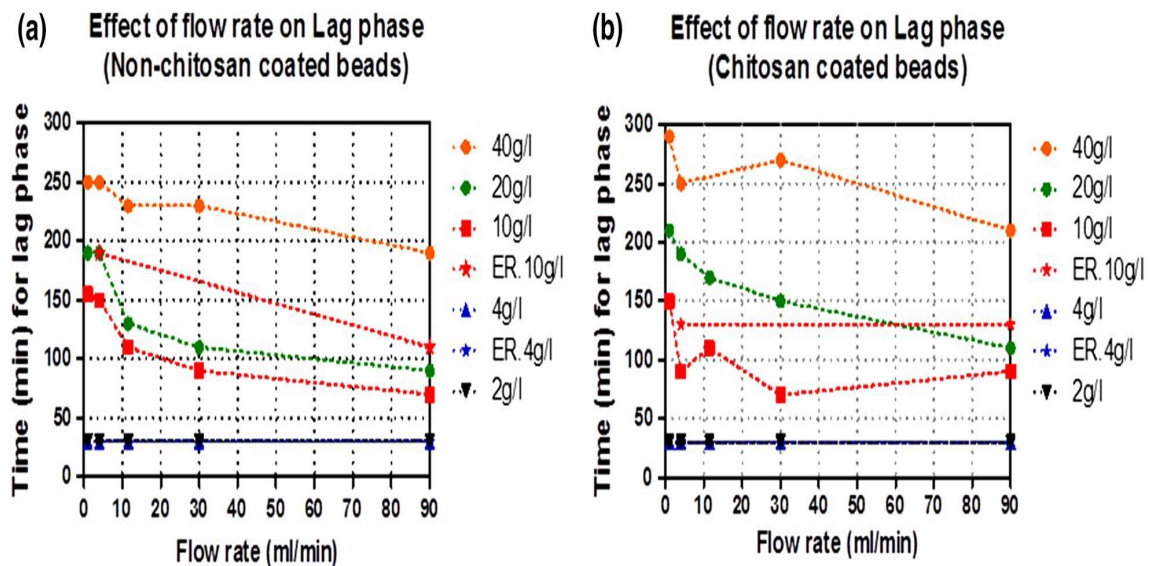 (a)
Effect of flow rate on Lag phase
(Non-chitosan coated beads)
Time (min) for lag phase
300
250
200
150
100
50
0
0 10 20 30 40 50 60 70 80 90
Flow rate (ml/min)
40g/l
20g/l
10g/l
ER.10g/l
4g/l
ER.4g/l
2g/l
(b)
Effect of flow rate on Lag phase
(Chitosan coated beads)
Time (min) for lag phase
300
250
200
150
100
50
0
0 10 20 30 40 50 60 70 80 90
Flow rate (ml/min)
40g/l
20g/l
10g/l
ER.10g/l
4g/l
ER.4g/l
2g/l